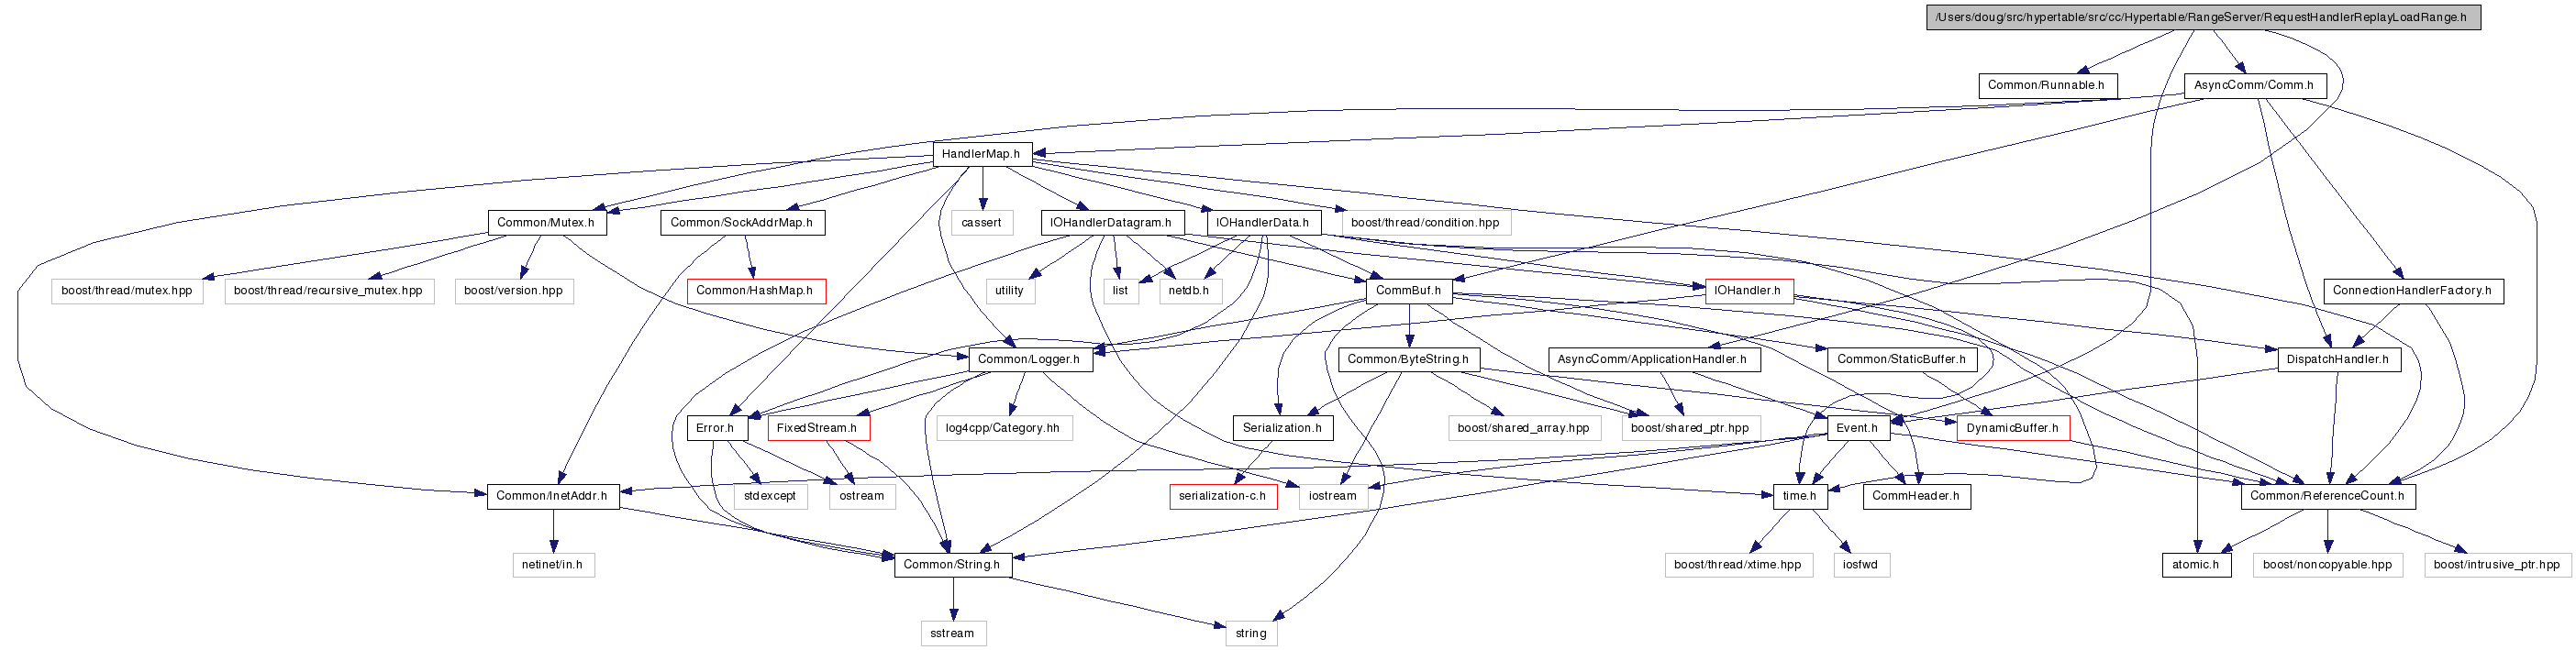 /Users/doug/src/hypertable/src/cc/Hypertable/RangeServer/RequestHandlerReplayLoadRange.h
Common/Runnable.h
AsyncComm/Comm.h
HandlerMap.h
Common/Mutex.h
Common/SockAddrMap.h
cassert
IOHandlerDatagram.h
IOHandlerData.h
boost/thread/condition.hpp
boost/thread/mutex.hpp
boost/thread/recursive_mutex.hpp
boost/version.hpp
Common/HashMap.h
utility
list
netdb.h
CommBuf.h
IOHandler.h
ConnectionHandlerFactory.h
Common/Logger.h
Common/ByteString.h
AsyncComm/ApplicationHandler.h
Common/StaticBuffer.h
DispatchHandler.h
Error.h
FixedStream.h
log4cpp/Category.hh
Serialization.h
boost/shared_array.hpp
boost/shared_ptr.hpp
Event.h
DynamicBuffer.h
Common/InetAddr.h
stdexcept
ostream
serialization-c.h
iostream
time.h
CommHeader.h
Common/ReferenceCount.h
netinet/in.h
Common/String.h
boost/thread/xtime.hpp
iosfwd
atomic.h
boost/noncopyable.hpp
boost/intrusive_ptr.hpp
sstream
string